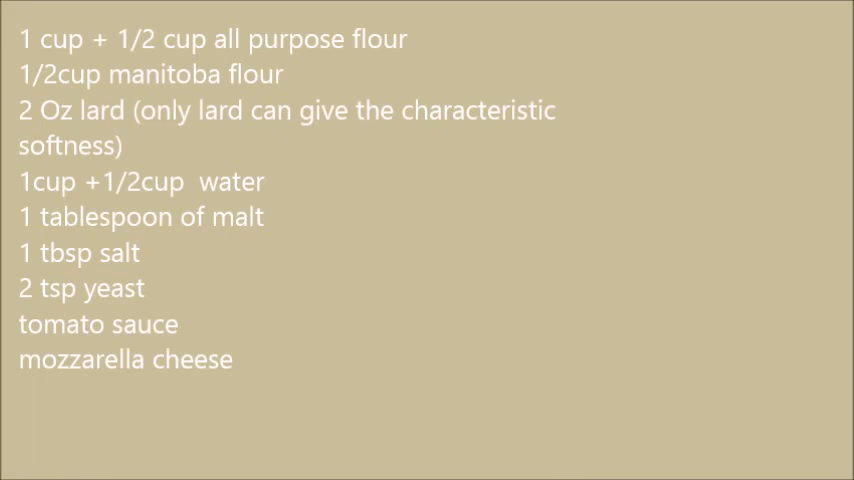 1 cup + 1/2 cup all purpose flour
1/2cup manitoba flour
2 Oz lard (only lard can give the characteristic
softness)
1cup +1/2cup  water
1 tablespoon of malt
1 tbsp salt
2 tsp yeast
tomato sauce
mozzarella cheese